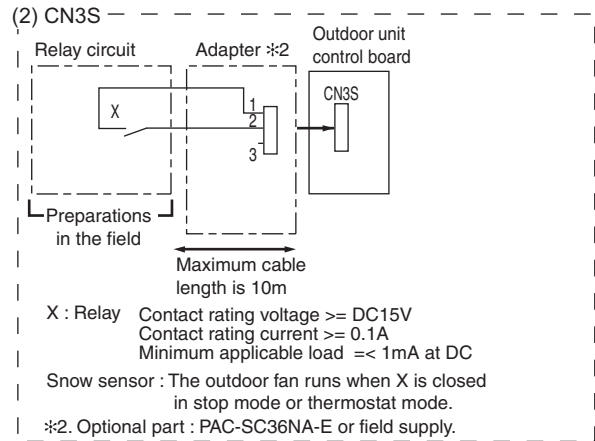 (2) CN3S
Relay circuit
Adapter ✻2
Outdoor unit
control board
CN3S
X
1
2
3
Preparations
in the field
Maximum cable
length is 10m
X : Relay Contact rating voltage >= DC15V
Contact rating current >= 0.1A
Minimum applicable load =< 1mA at DC
Snow sensor : The outdoor fan runs when X is closed
in stop mode or thermostat mode.
✻2. Optional part : PAC-SC36NA-E or field supply.